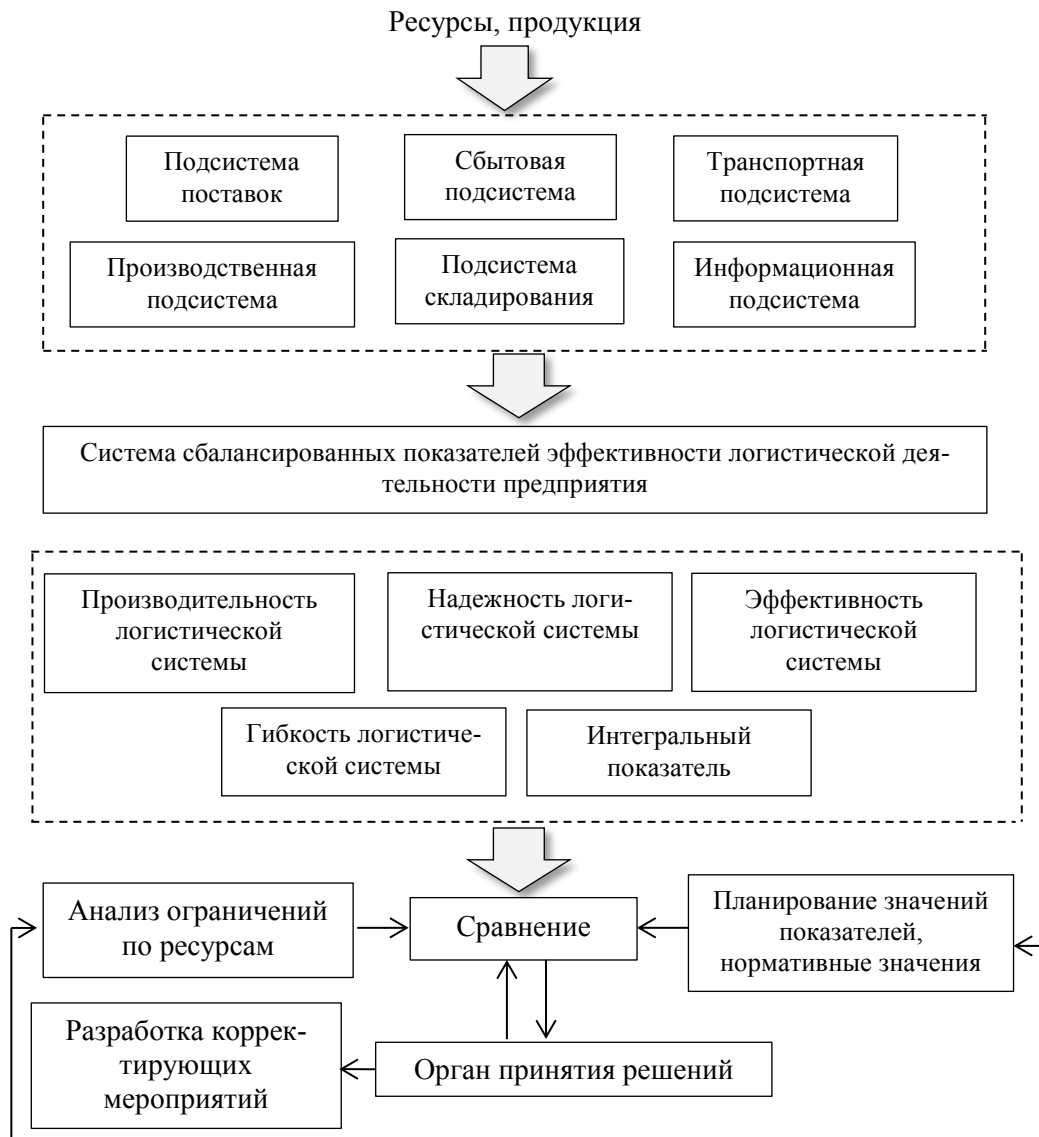 Ресурсы, продукция
Подсистема
поставок
Сбытовая
подсистема
Транспортная
подсистема
Производственная
подсистема
Подсистема
складирования
Информационная
подсистема
Система сбалансированных показателей эффективности логистической дея-
тельности предприятия
Производительность
логистической
системы
Надежность логи-
стической системы
Эффективность
логистической
системы
Гибкость логистиче-
ской системы
Интегральный
показатель
Анализ ограничений
по ресурсам
Сравнение
Планирование значений
показателей,
нормативные значения
Разработка коррек-
тирующих
мероприятий
Орган принятия решений